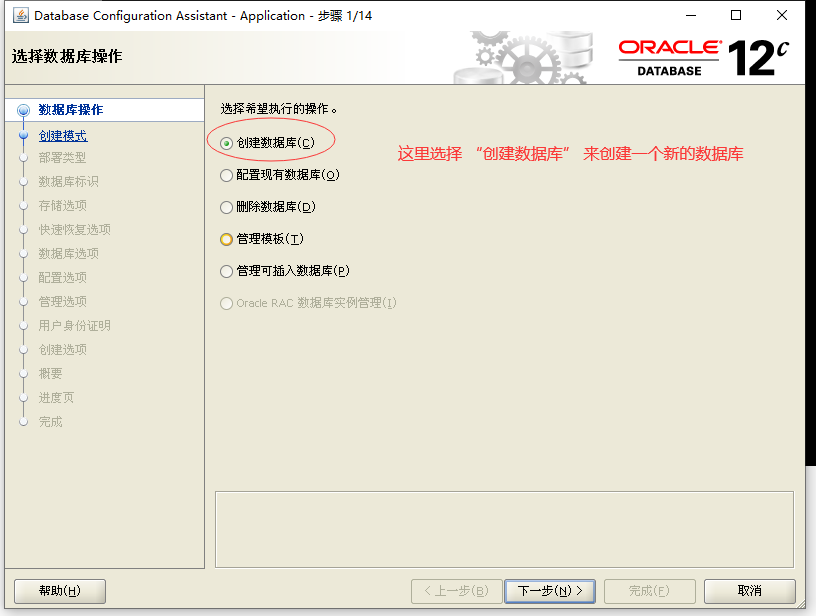 Database Configuration Assistant - Application - 步骤 1/14
选择数据库操作
ORACLE
DATABASE
12c
数据库操作
创建模式
部署类型
数据库标识
存储选项
快速恢复选项
数据库选项
配置选项
管理选项
用户身份证明
创建选项
概要
进度页
完成
选择希望执行的操作。
创建数据库(C)
这里选择 “创建数据库” 来创建一个新的数据库
配置现有数据库(O)
删除数据库(D)
管理模板(T)
管理可插入数据库(P)
Oracle RAC 数据库实例管理(I)
帮助(H)
< 上一步(B)
下一步(N) >
完成(F)
取消